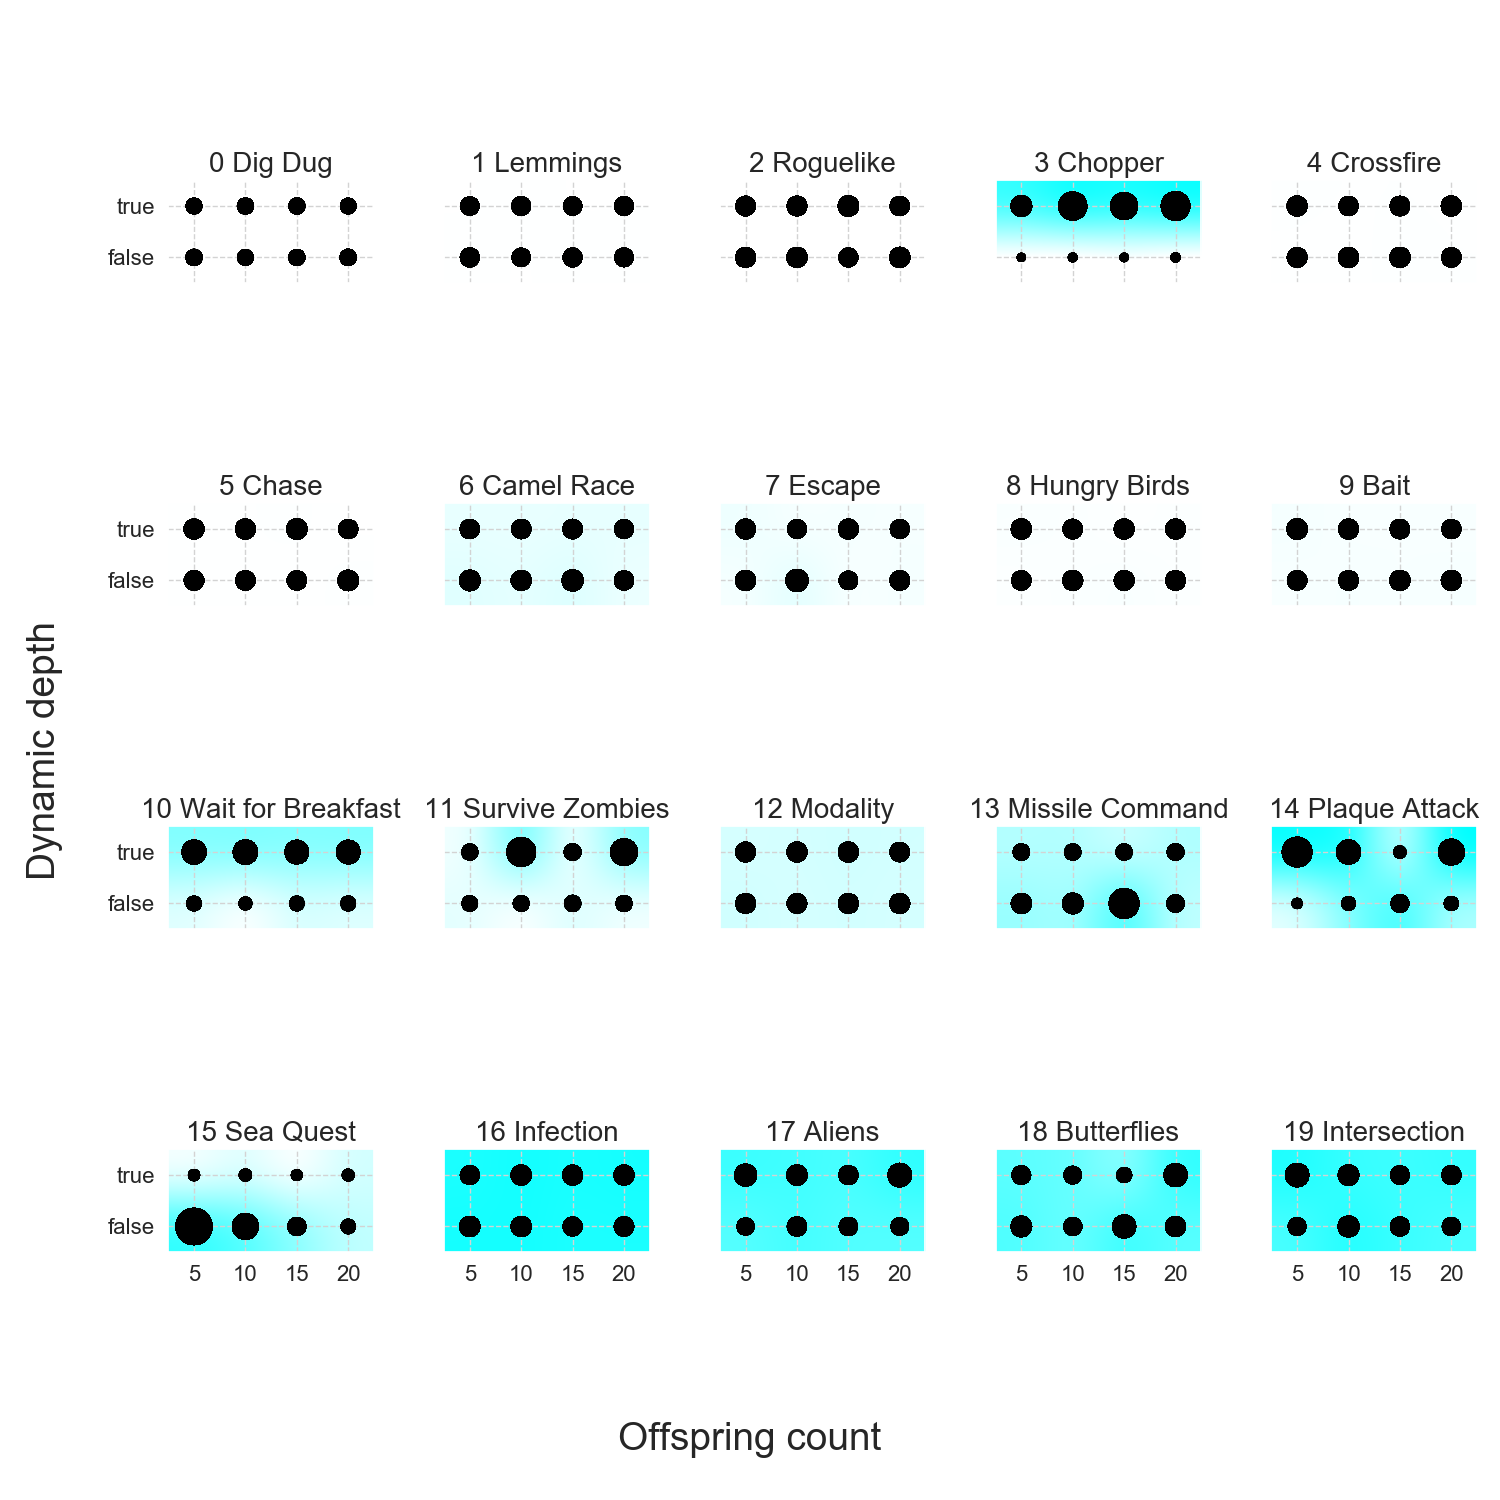 0 Dig Dug
1 Lemmings
2 Roguelike
3 Chopper
4 Crossfire
true
false
5 Chase
6 Camel Race
7 Escape
8 Hungry Birds
9 Bait
true
false
Dynamic depth
10 Wait for Breakfast
11 Survive Zombies
12 Modality
13 Missile Command
14 Plaque Attack
true
false
15 Sea Quest
16 Infection
17 Aliens
18 Butterflies
19 Intersection
true
false
5 10 15 20
5 10 15 20
5 10 15 20
5 10 15 20
5 10 15 20
Offspring count